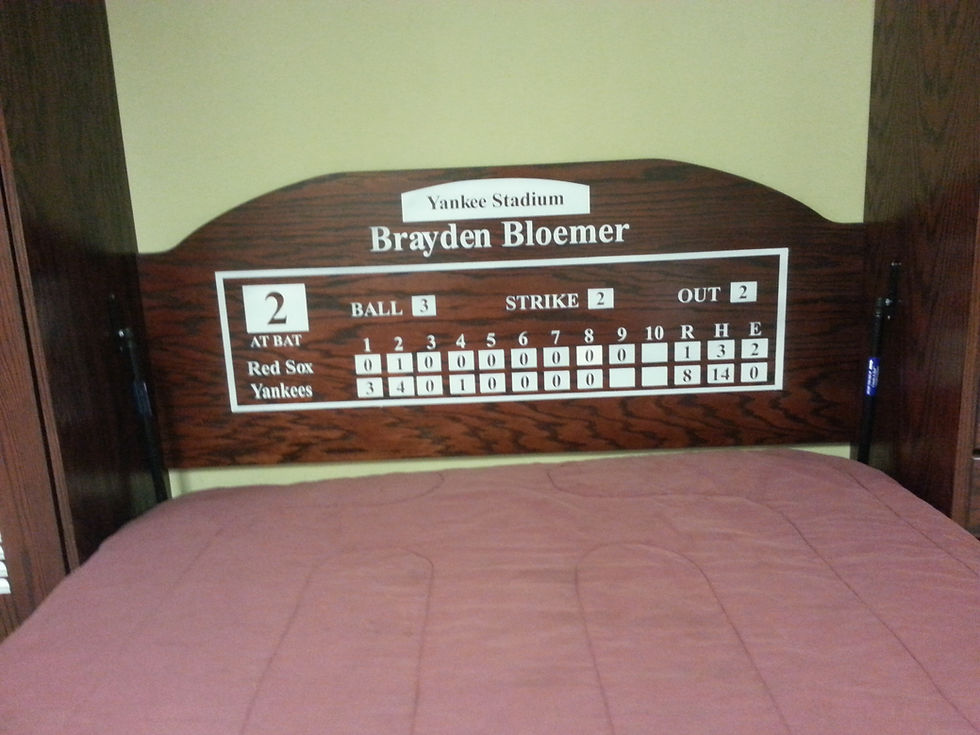 Yankee Stadium
Brayden Bloemer
2 BALL 3 STRIKE 2 OUT 2
AT BAT
1 2 3 4 5 6 7 8 9 10 R H E
Red Sox 0 1 0 0 0 0 0 0 0 1 3 2
Yankees 3 4 0 1 0 0 0 0 8 14 0